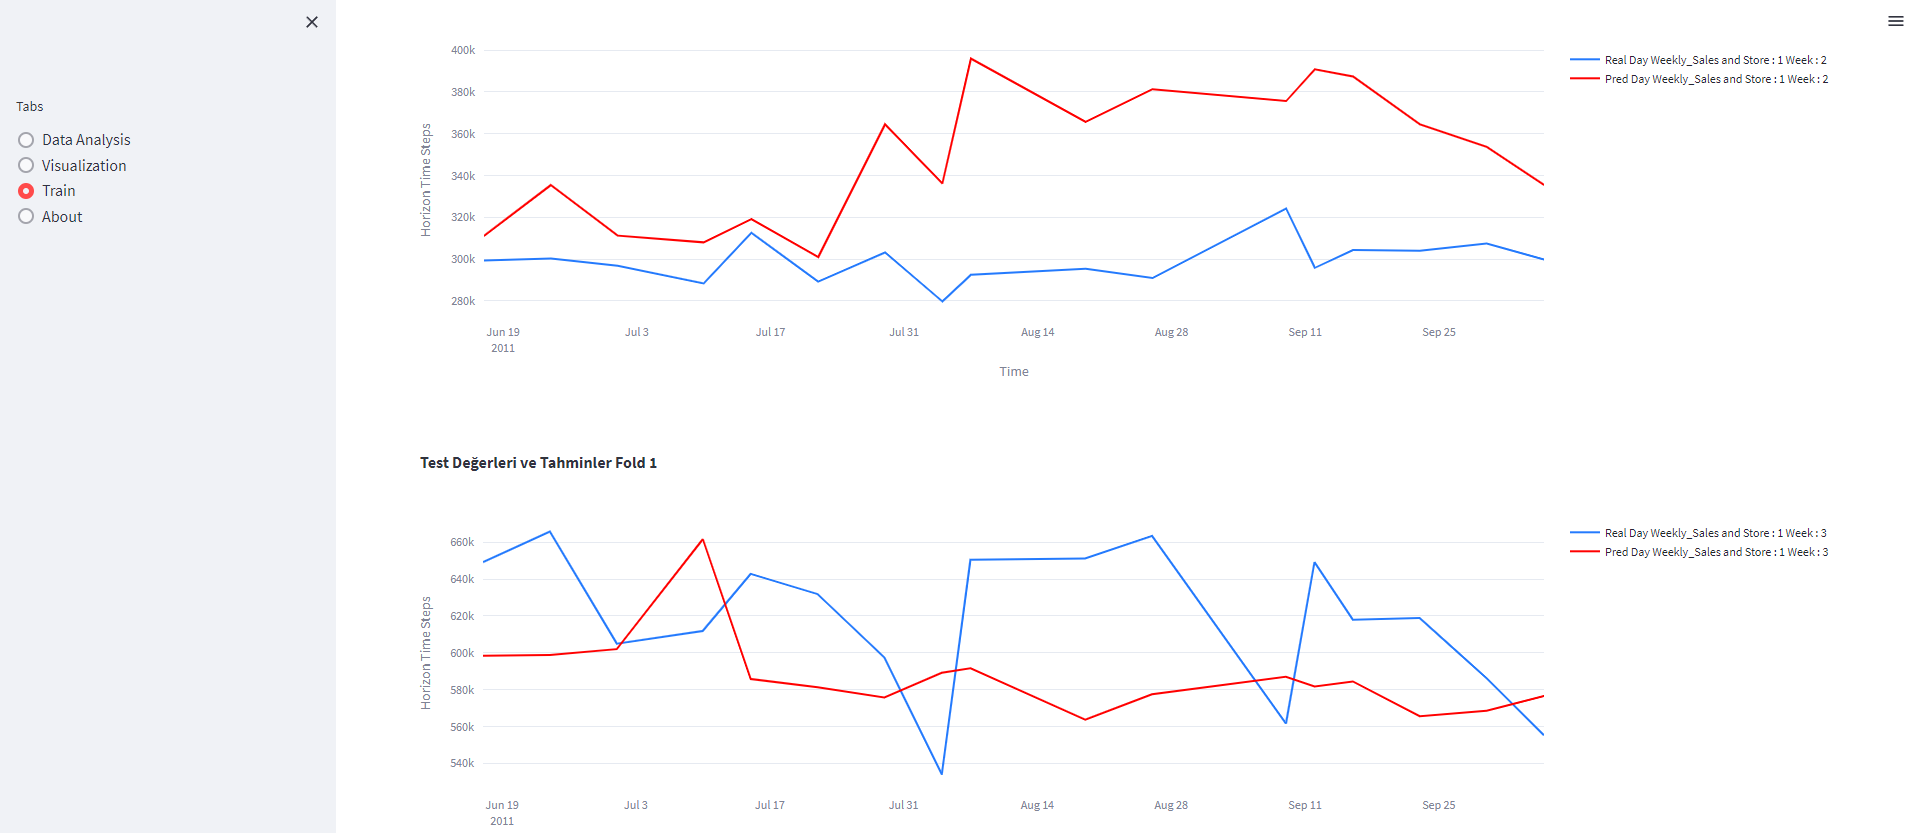 Tabs
Data Analysis
Visualization
Train
About
400k
380k
360k
340k
320k
300k
280k
Horizon Time Steps
Jun 19
2011
Jul 3
Jul 17
Jul 31
Aug 14
Aug 28
Sep 11
Sep 25
Time
Real Day Weekly_Sales and Store : 1 Week : 2
Pred Day Weekly_Sales and Store : 1 Week : 2
Test Değerleri ve Tahminler Fold 1
660k
640k
620k
600k
580k
560k
540k
Horizon Time Steps
Jun 19
2011
Jul 3
Jul 17
Jul 31
Aug 14
Aug 28
Sep 11
Sep 25
Real Day Weekly_Sales and Store : 1 Week : 3
Pred Day Weekly_Sales and Store : 1 Week : 3